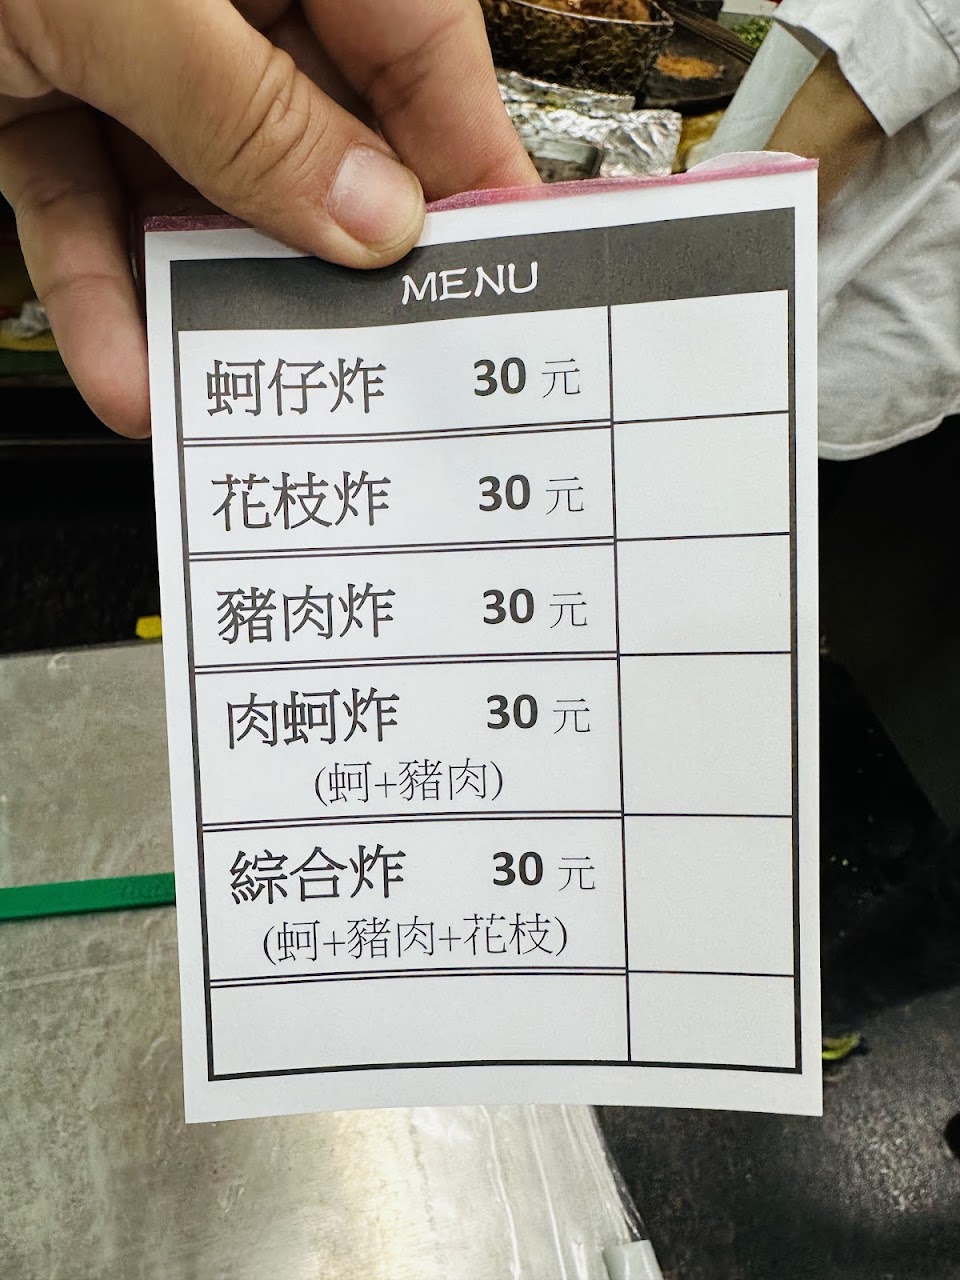 MENU
蚵仔炸 30 元
花枝炸 30 元
豬肉炸 30 元
肉蚵炸 30 元
(蚵+豬肉)
綜合炸 30 元
(蚵+豬肉+花枝)